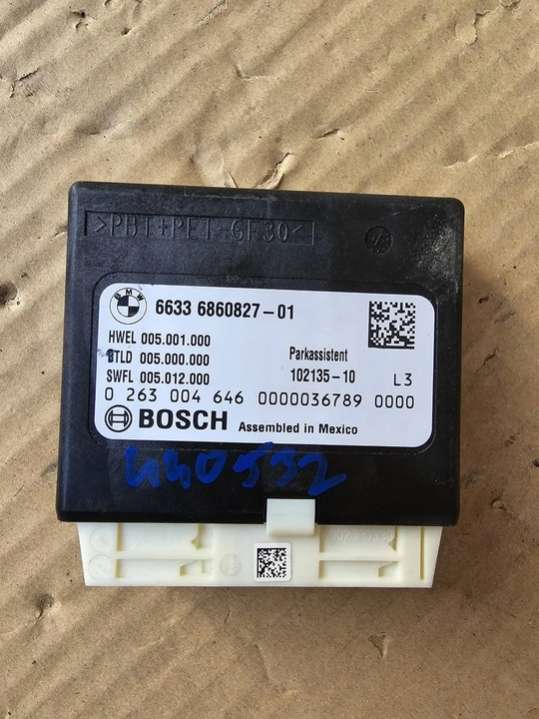 >PBT+PET-GF30<
BMW
6633 6860827-01
HWEL 005.001.000
BTLD 005.000.000
SWFL 005.012.000
Parkassistent
102135-10 L3
0 263 004 646 0000036789 0000
BOSCH Assembled in Mexico